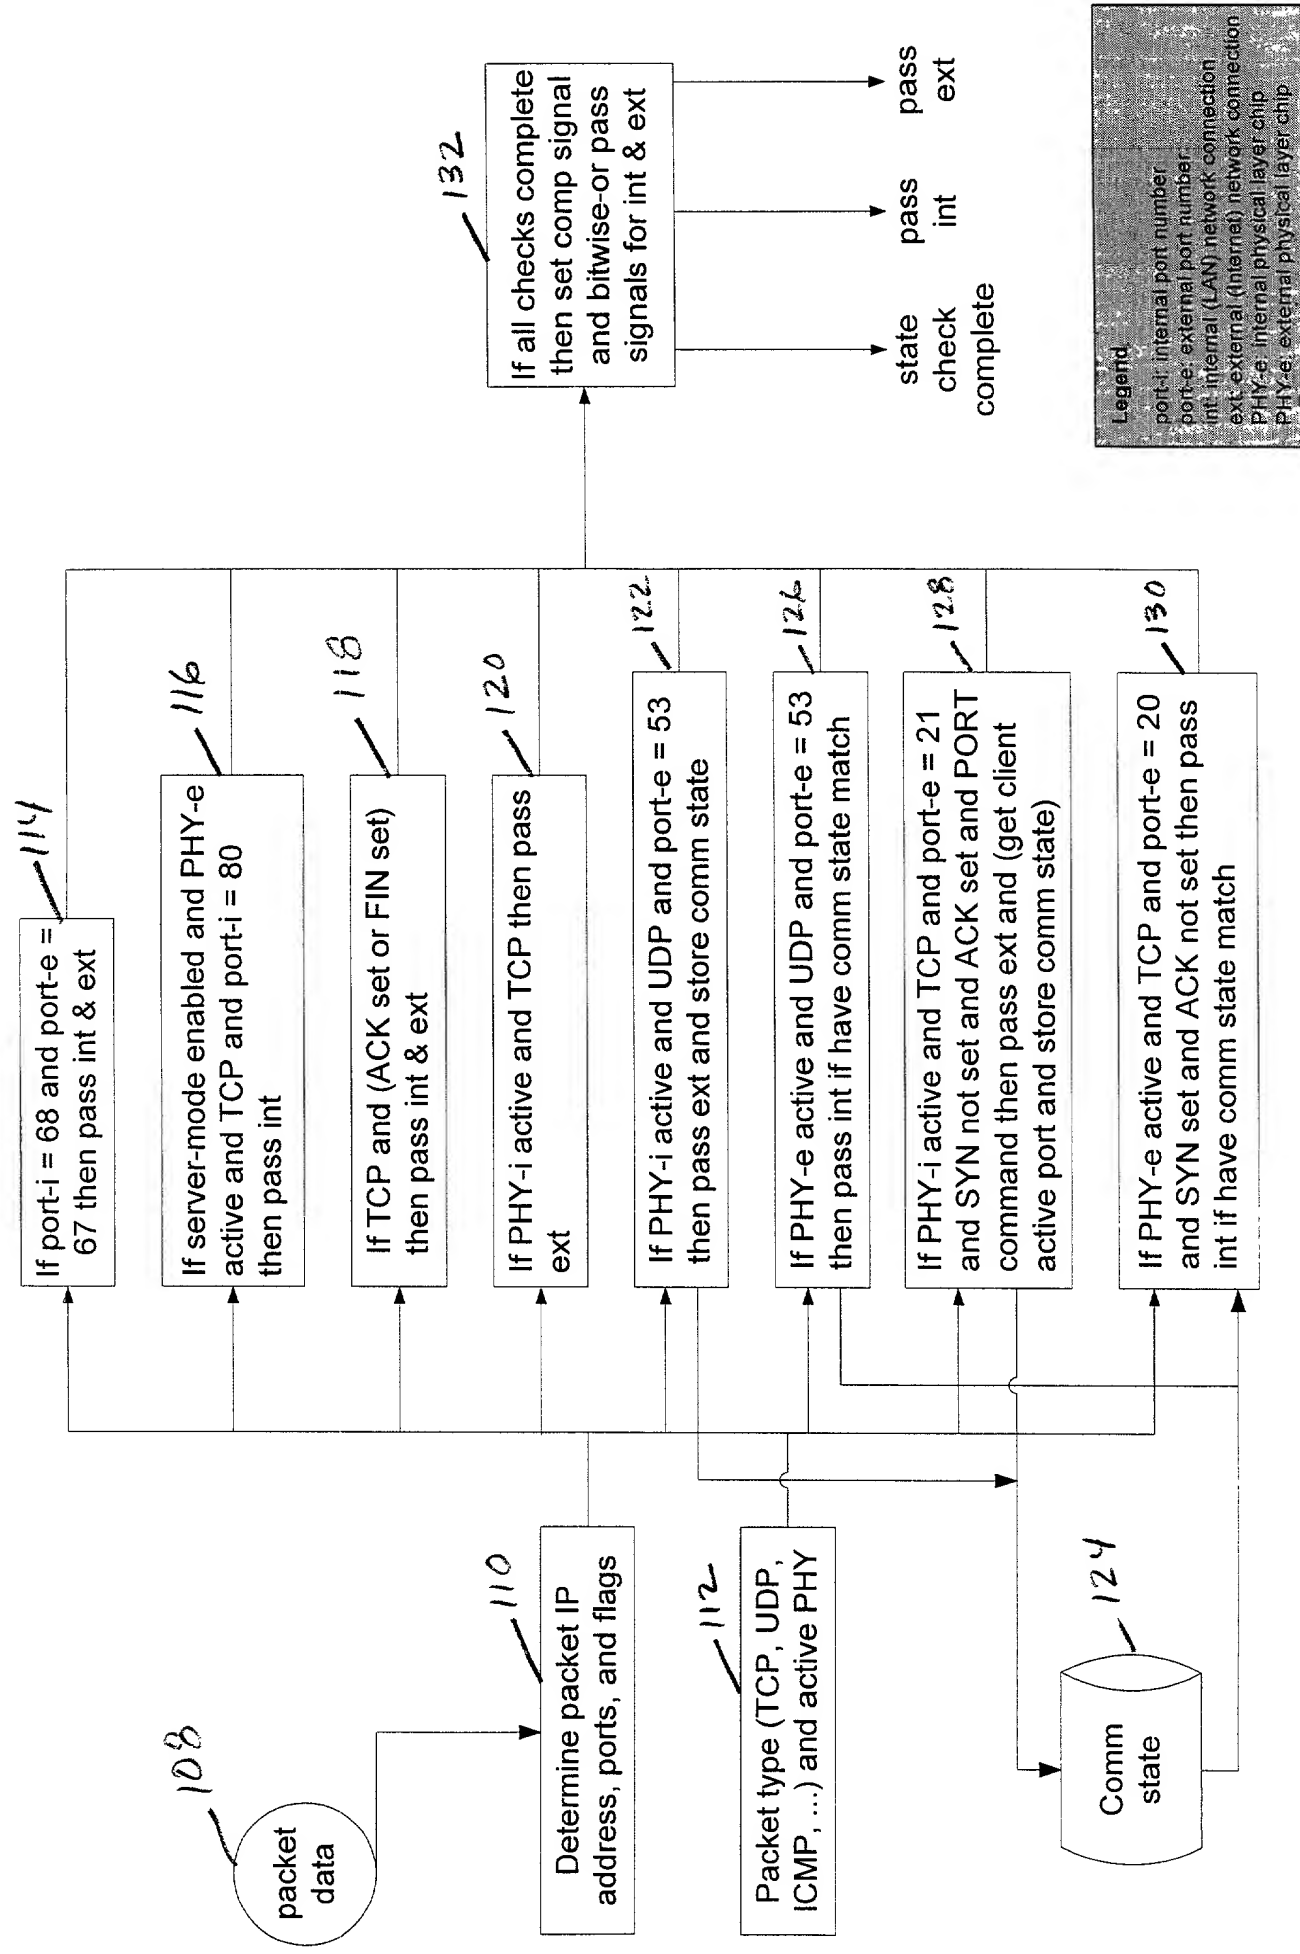 108
packet
data
110
Determine packet IP
address, ports, and flags
112
Packet type (TCP, UDP,
ICMP, ...) and active PHY
124
Comm
state
114
If port-i = 68 and port-e =
67 then pass int & ext
116
If server-mode enabled and PHY-e
active and TCP and port-i = 80
then pass int
118
If TCP and (ACK set or FIN set)
then pass int & ext
120
If PHY-i active and TCP then pass
ext
122
If PHY-i active and UDP and port-e = 53
then pass ext and store comm state
126
If PHY-e active and UDP and port-e = 53
then pass int if have comm state match
128
If PHY-i active and TCP and port-e = 21
and SYN not set and ACK set and PORT
command then pass ext and (get client
active port and store comm state)
130
If PHY-e active and TCP and port-e = 20
and SYN set and ACK not set then pass
int if have comm state match
132
If all checks complete
then set comp signal
and bitwise-or pass
signals for int & ext
state
check
complete
pass
int
pass
ext
Legend
port-i: internal port number
port-e: external port number
int: internal (LAN) network connection
ext: external (Internet) network connection
PHY-e: internal physical layer chip
PHY-e: external physical layer chip